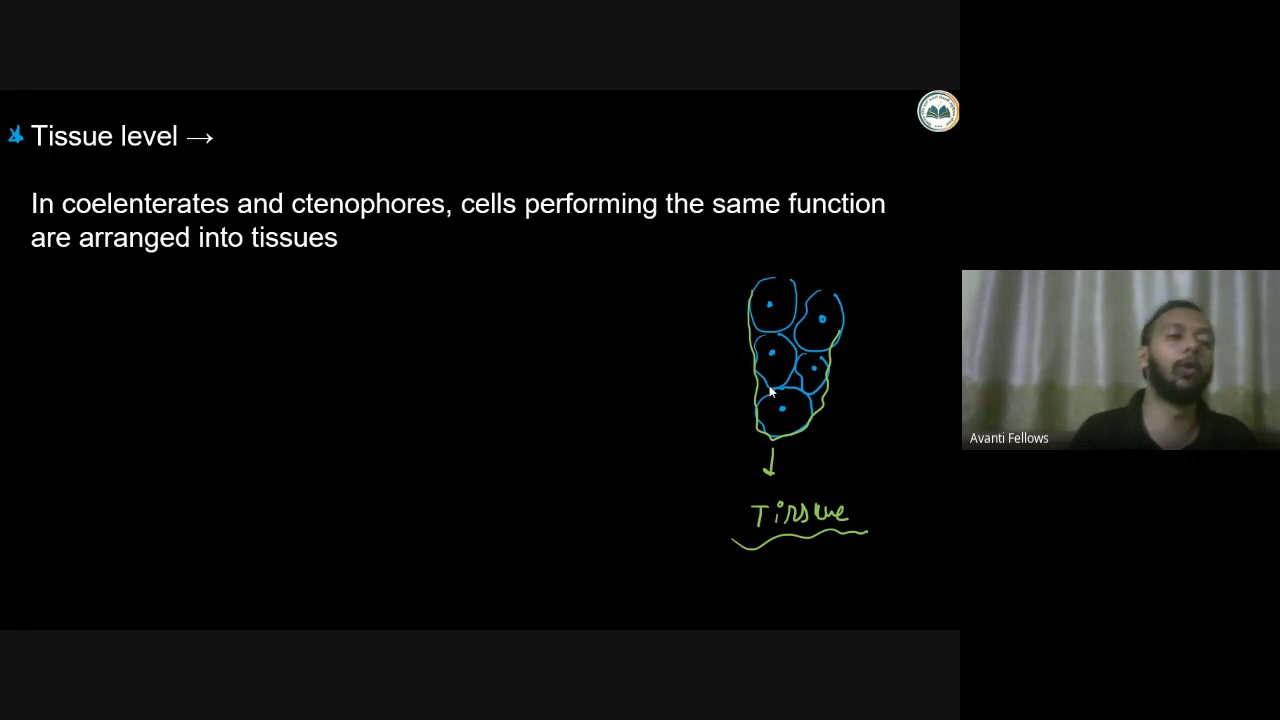 Tissue level →
In coelenterates and ctenophores, cells performing the same function
are arranged into tissues
Tissue
Avanti Fellows